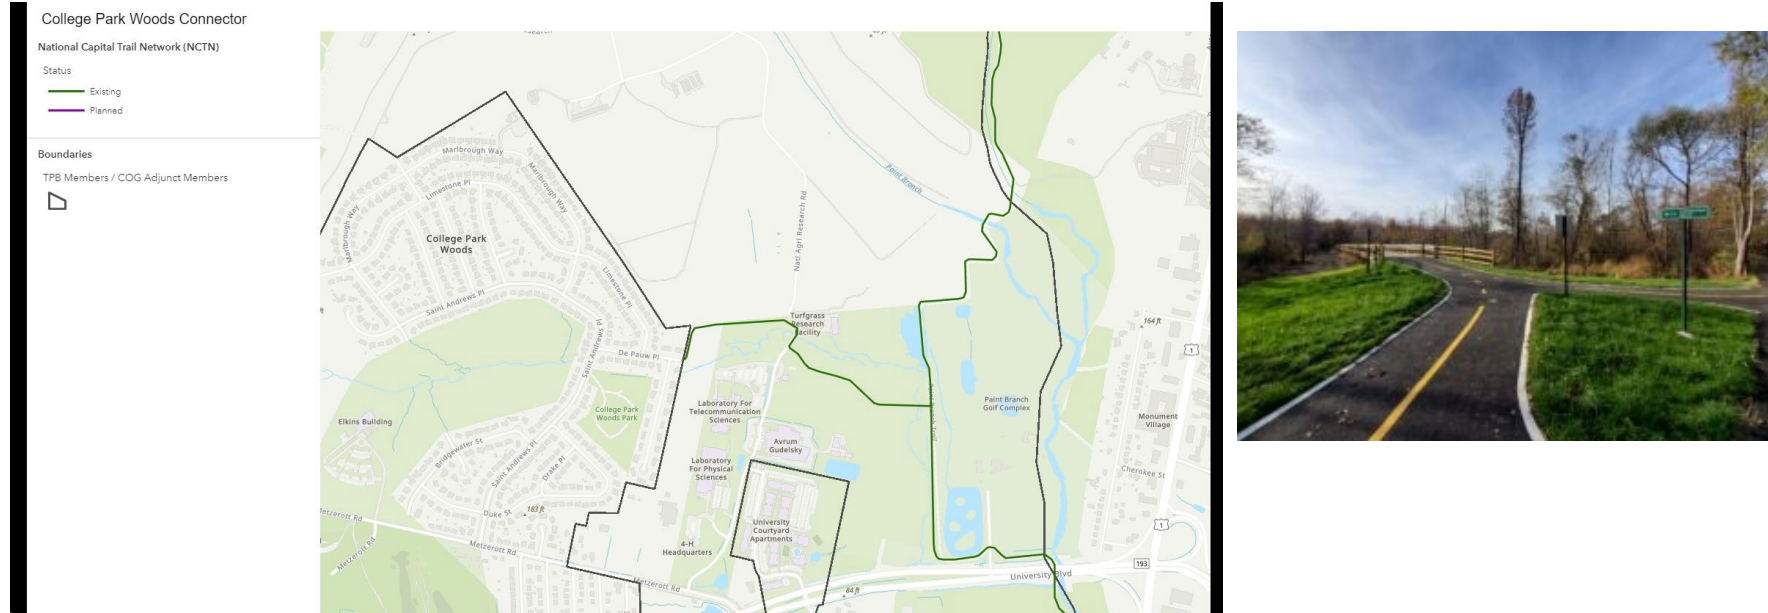 College Park Woods Connector
National Capital Trail Network (NCTN)
Status
Existing
Planned
Boundaries
TPB Members / COG Adjunct Members
Marlbrough Way
Marlbrough Way
Limestone Pl
Marlbrough Way
College Park
Woods
Limestone Pl
Saint Andrews Pl
Saint Andrews Pl
De Pauw Pl
College Park
Woods Park
Elkins Building
Bridgewater St
Saint Andrews Pl
Drake Pl
Duke St
183 ft
Metzerott Rd
Metzerott Rd
Metzerott Rd
Metzerott Rd
Natl Agri Research Rd
Paint Branch
Turfgrass
Research
Facility
Laboratory For
Telecommunication
Sciences
Avrum
Gudelsky
Laboratory
For Physical
Sciences
University
Courtyard
Apartments
4-H
Headquarters
Paint Branch Trail
Paint Branch
Golf Complex
164 ft
1
Monument
Village
Cherokee St
1
193
University Blvd
84 ft